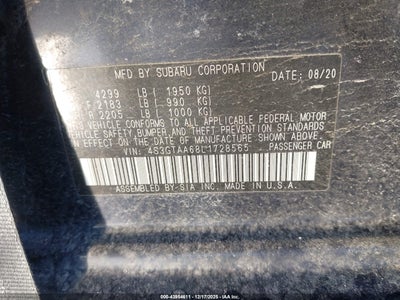 MFD BY SUBARU CORPORATION DATE: 08/20
4299 LB ( 1950 KG)
F 2183 LB ( 990 KG)
R 2205 LB ( 1000 KG)
VEHICLE CONFORMS TO ALL APPLICABLE FEDERAL MOTOR
VEHICLE SAFETY, BUMPER AND THEFT PREVENTION
STANDARDS IN EFFECT ON THE DATE OF MANUFACTURE SHOWN ABOVE.
VIN: 4S3GTAA68L1728565 PASSENGER CAR
ASSEMBLED BY SIA INC. MADE IN U.S.A.
000-43954611 - 12/17/2025 - IAA Inc.